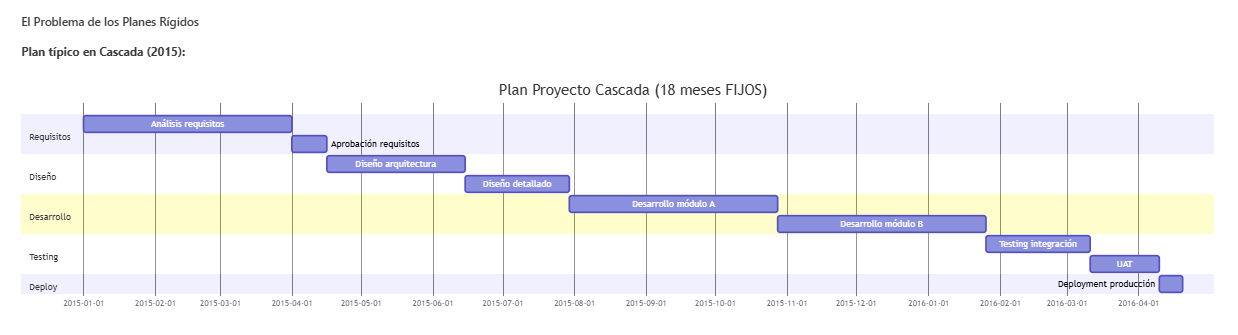 El Problema de los Planes Rígidos
Plan típico en Cascada (2015):
Plan Proyecto Cascada (18 meses FIJOS)
Requisitos
Análisis requisitos
Aprobación requisitos
Diseño
Diseño arquitectura
Diseño detallado
Desarrollo
Desarrollo módulo A
Desarrollo módulo B
Testing
Testing integración
UAT
Deploy
Deployment producción
2015-01-01 2015-02-01 2015-03-01 2015-04-01 2015-05-01 2015-06-01 2015-07-01 2015-08-01 2015-09-01 2015-10-01 2015-11-01 2015-12-01 2016-01-01 2016-02-01 2016-03-01 2016-04-01